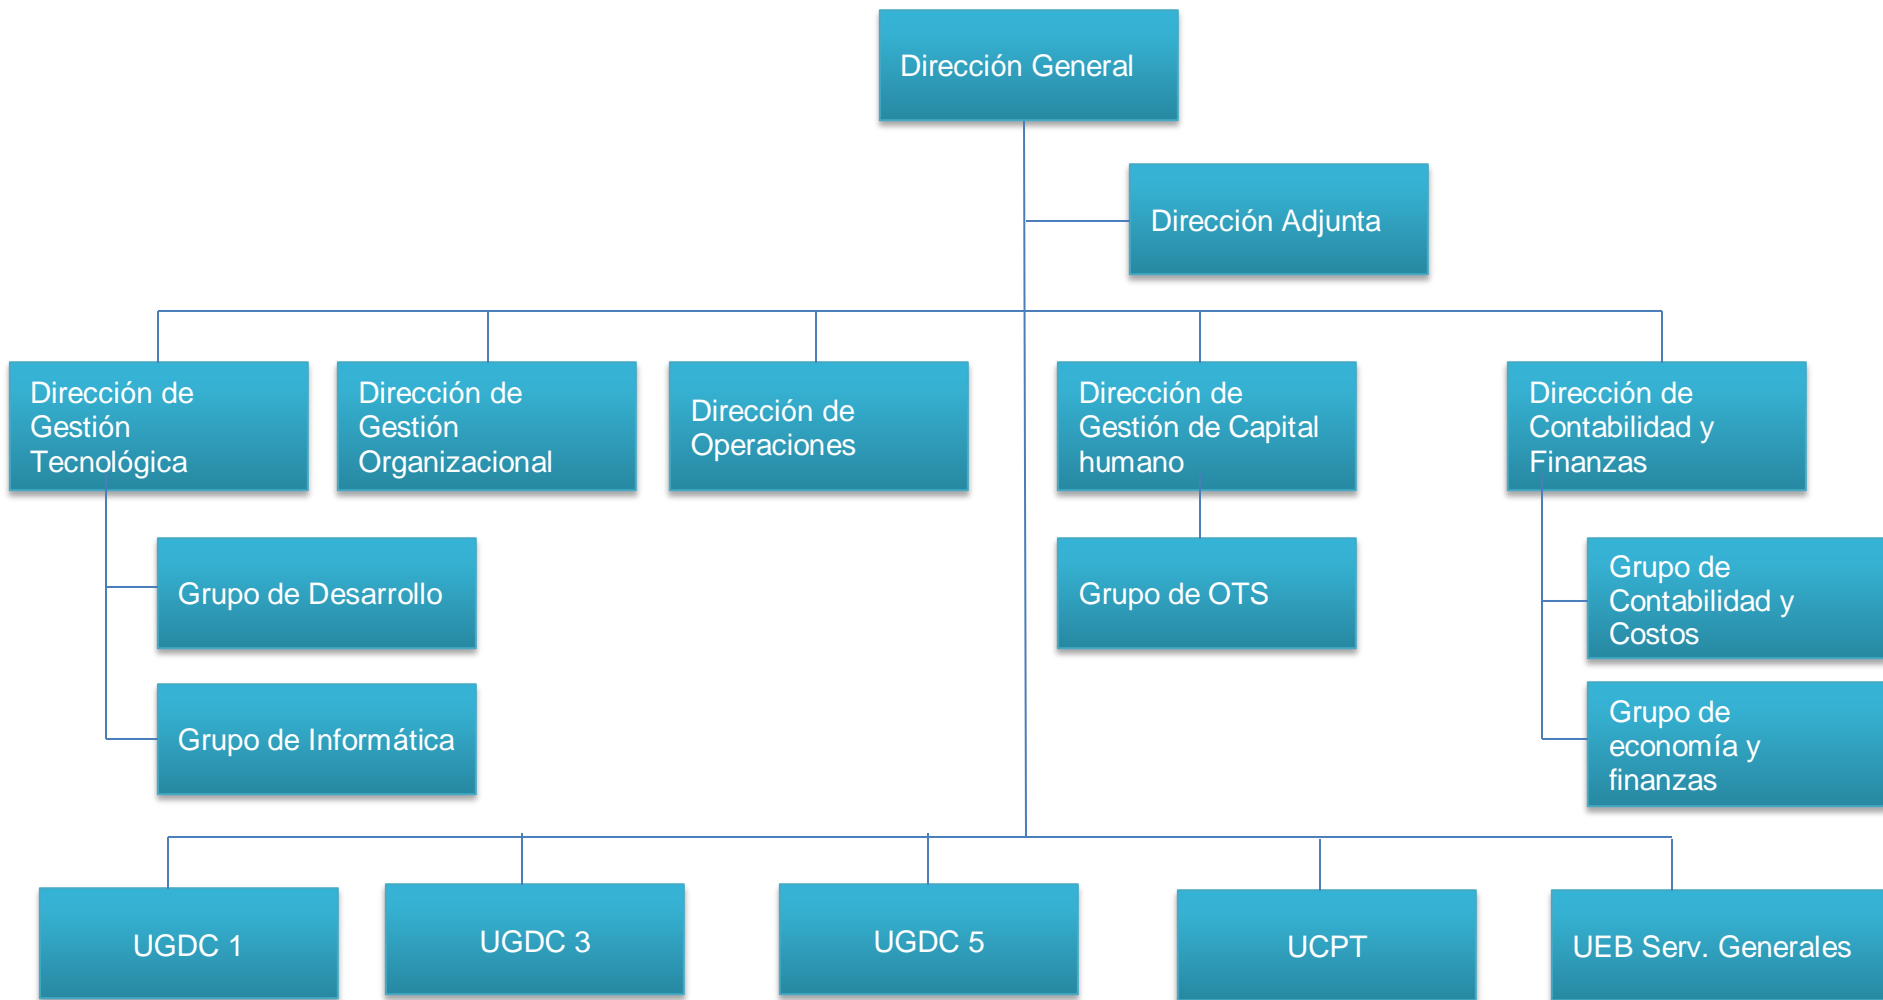 Dirección General
Dirección Adjunta
Dirección de
Gestión
Tecnológica
Dirección de
Gestión
Organizacional
Dirección de
Operaciones
Dirección de
Gestión de Capital
humano
Dirección de
Contabilidad y
Finanzas
Grupo de Desarrollo
Grupo de Informática
Grupo de OTS
Grupo de
Contabilidad y
Costos
Grupo de
economía y
finanzas
UGDC 1
UGDC 3
UGDC 5
UCPT
UEB Serv. Generales